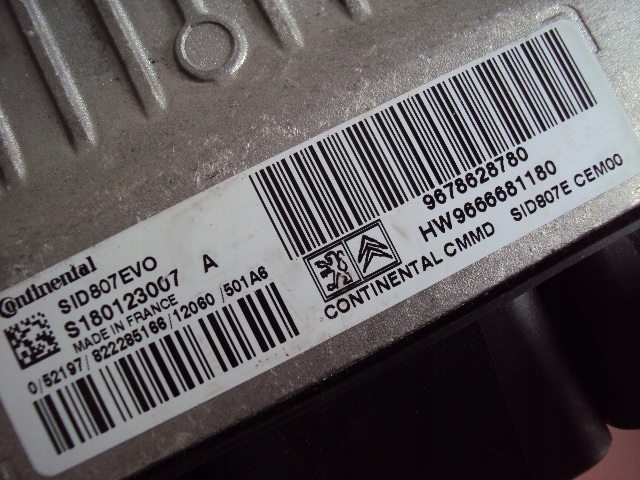 Continental
SID807EVO
S180123007 A
MADE IN FRANCE
0/52197/822285166/12060/501A6
9678628780
HW9666681180
CONTINENTAL CMMD SID807E CEM00